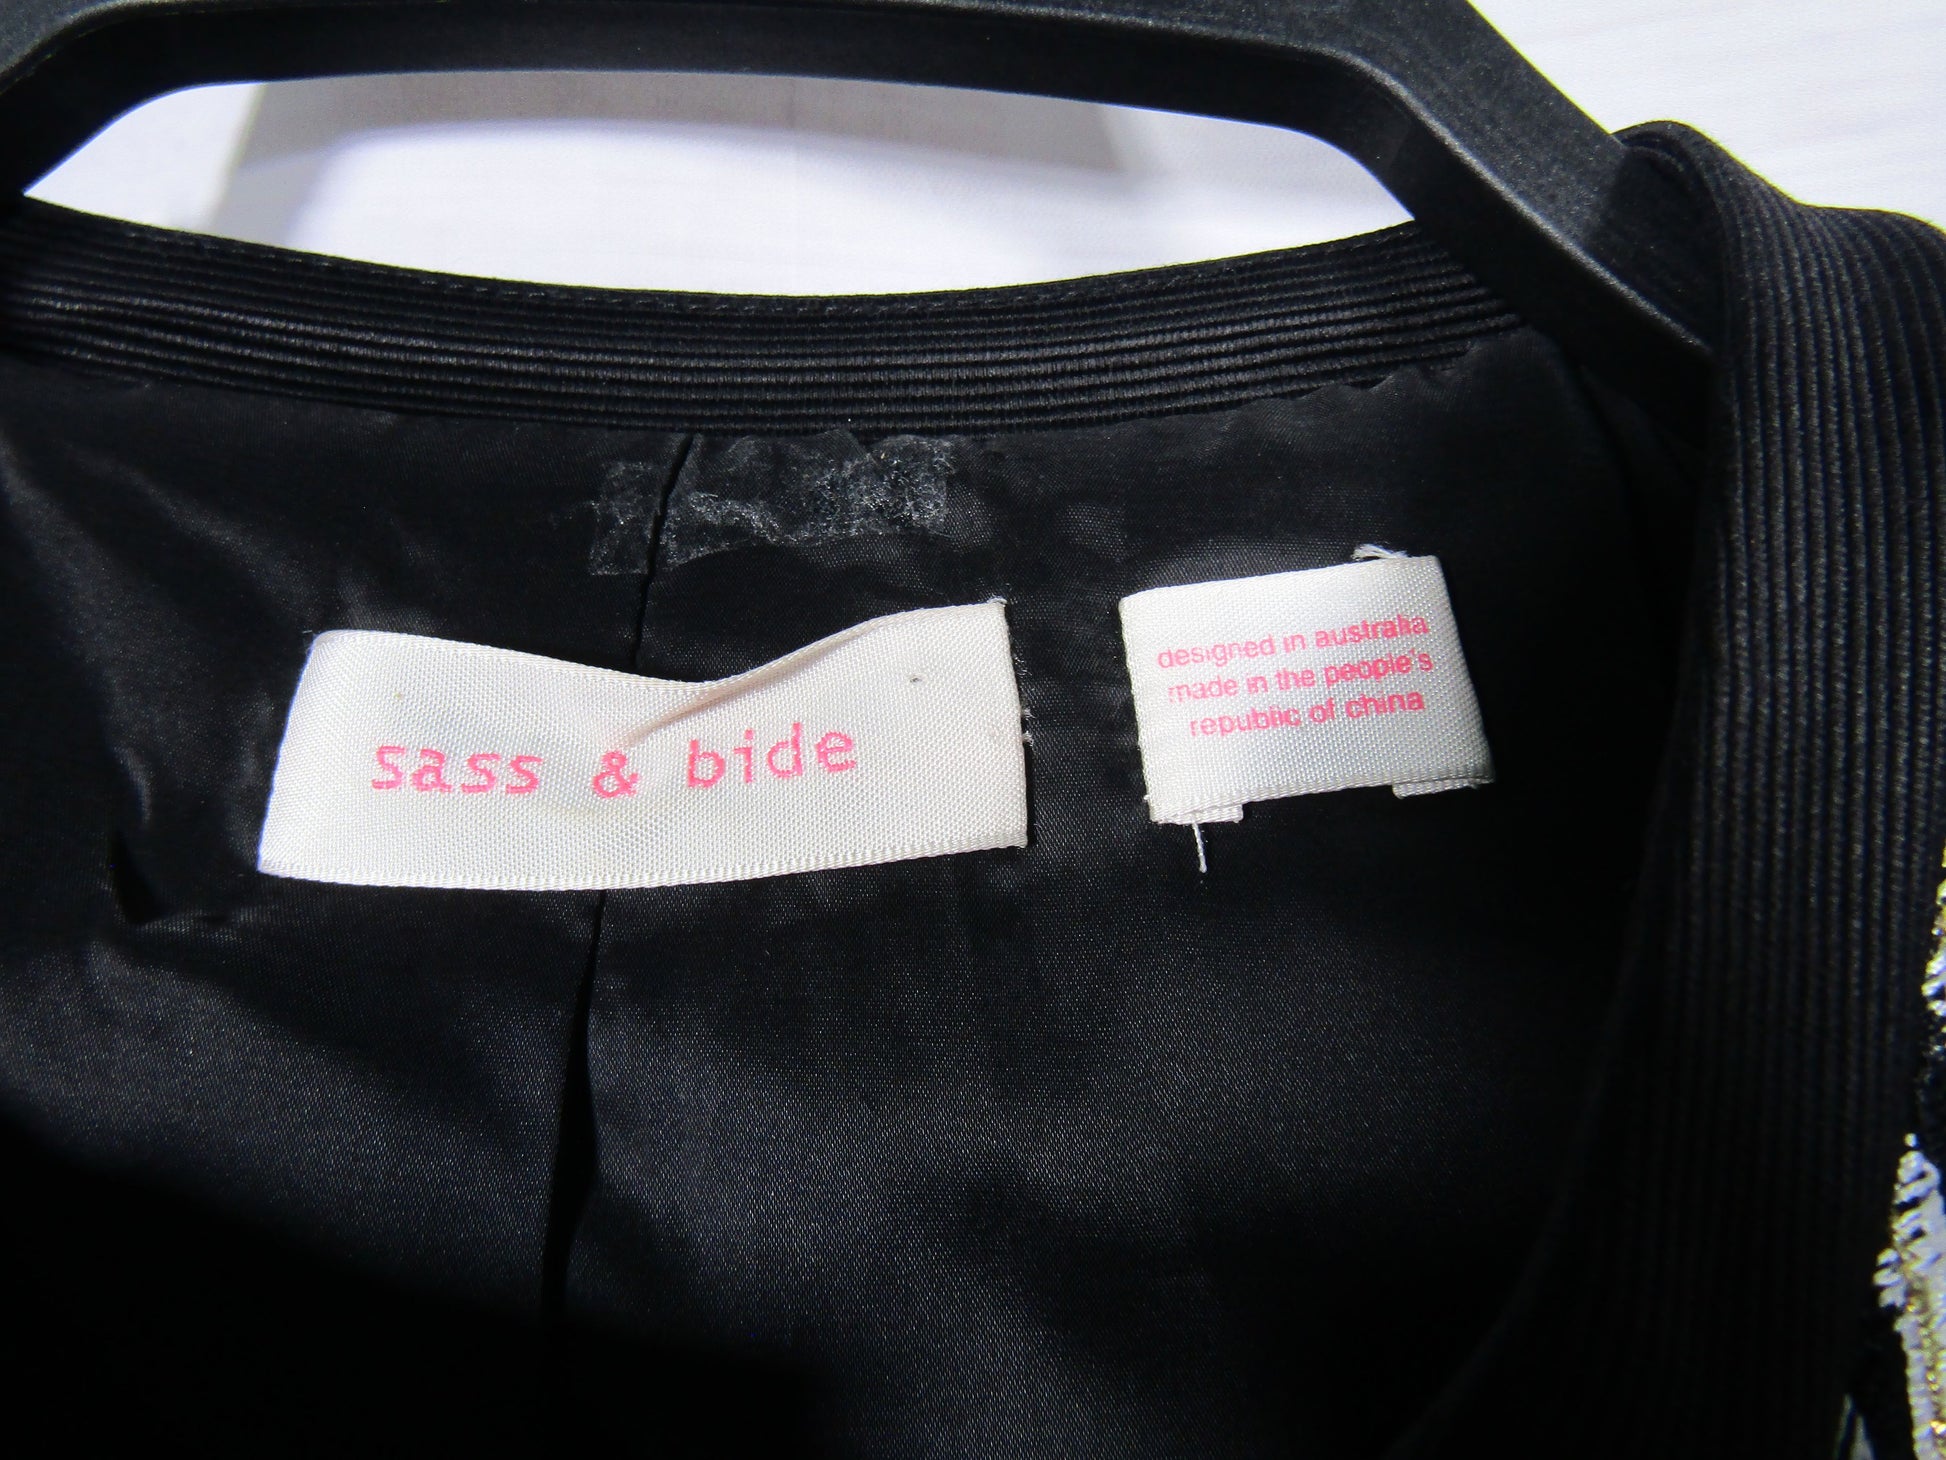 sass & bide
designed in australia
made in the people's
republic of china